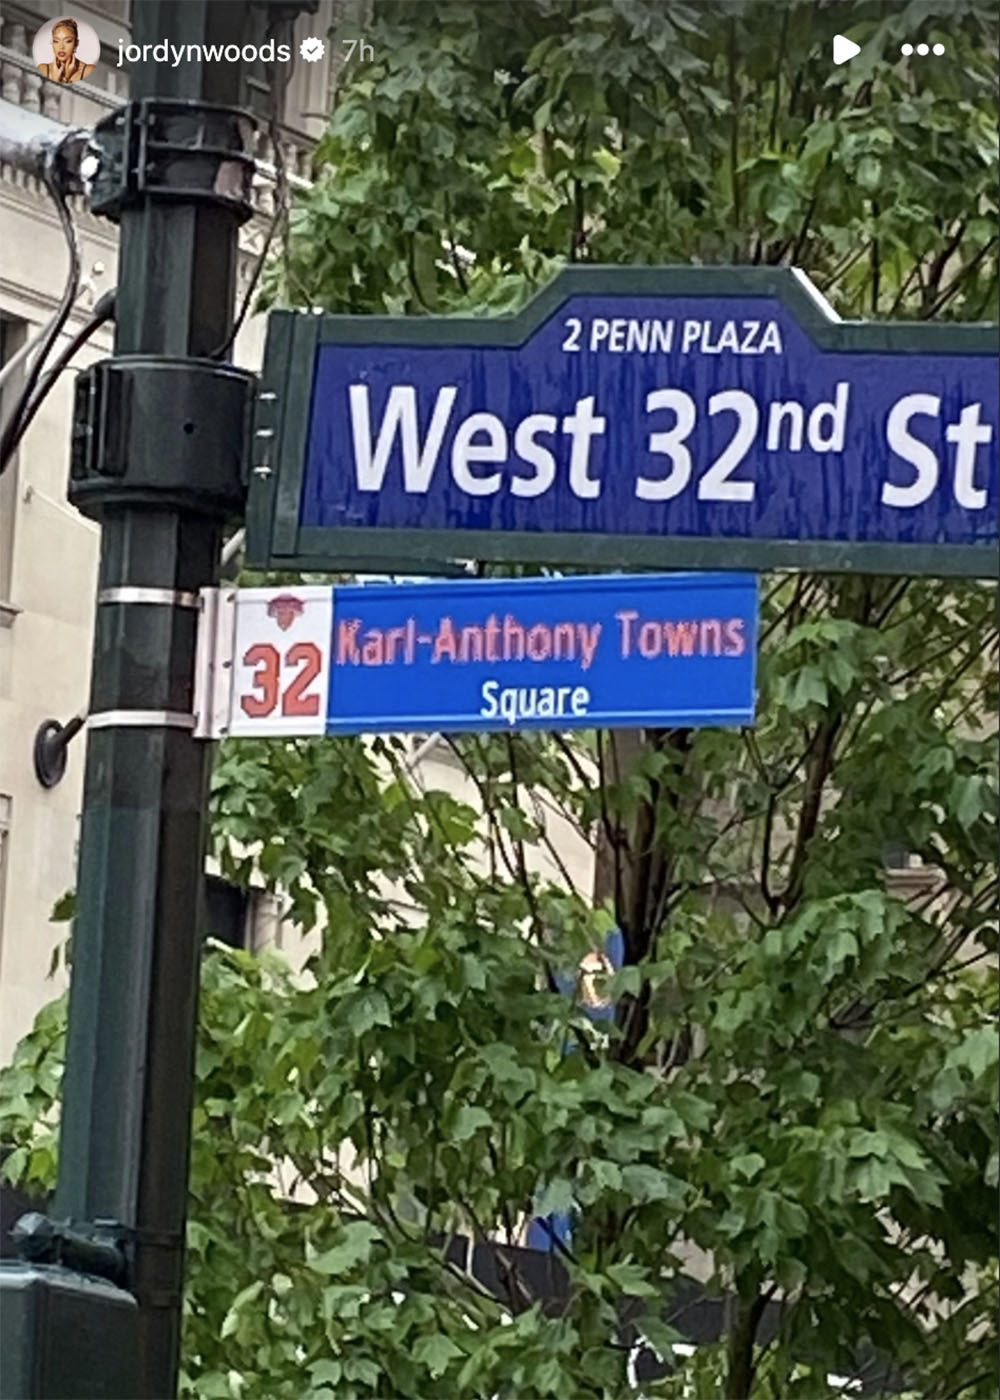 jordynwoods 7h
2 PENN PLAZA
West 32nd St
32
Karl-Anthony Towns
Square